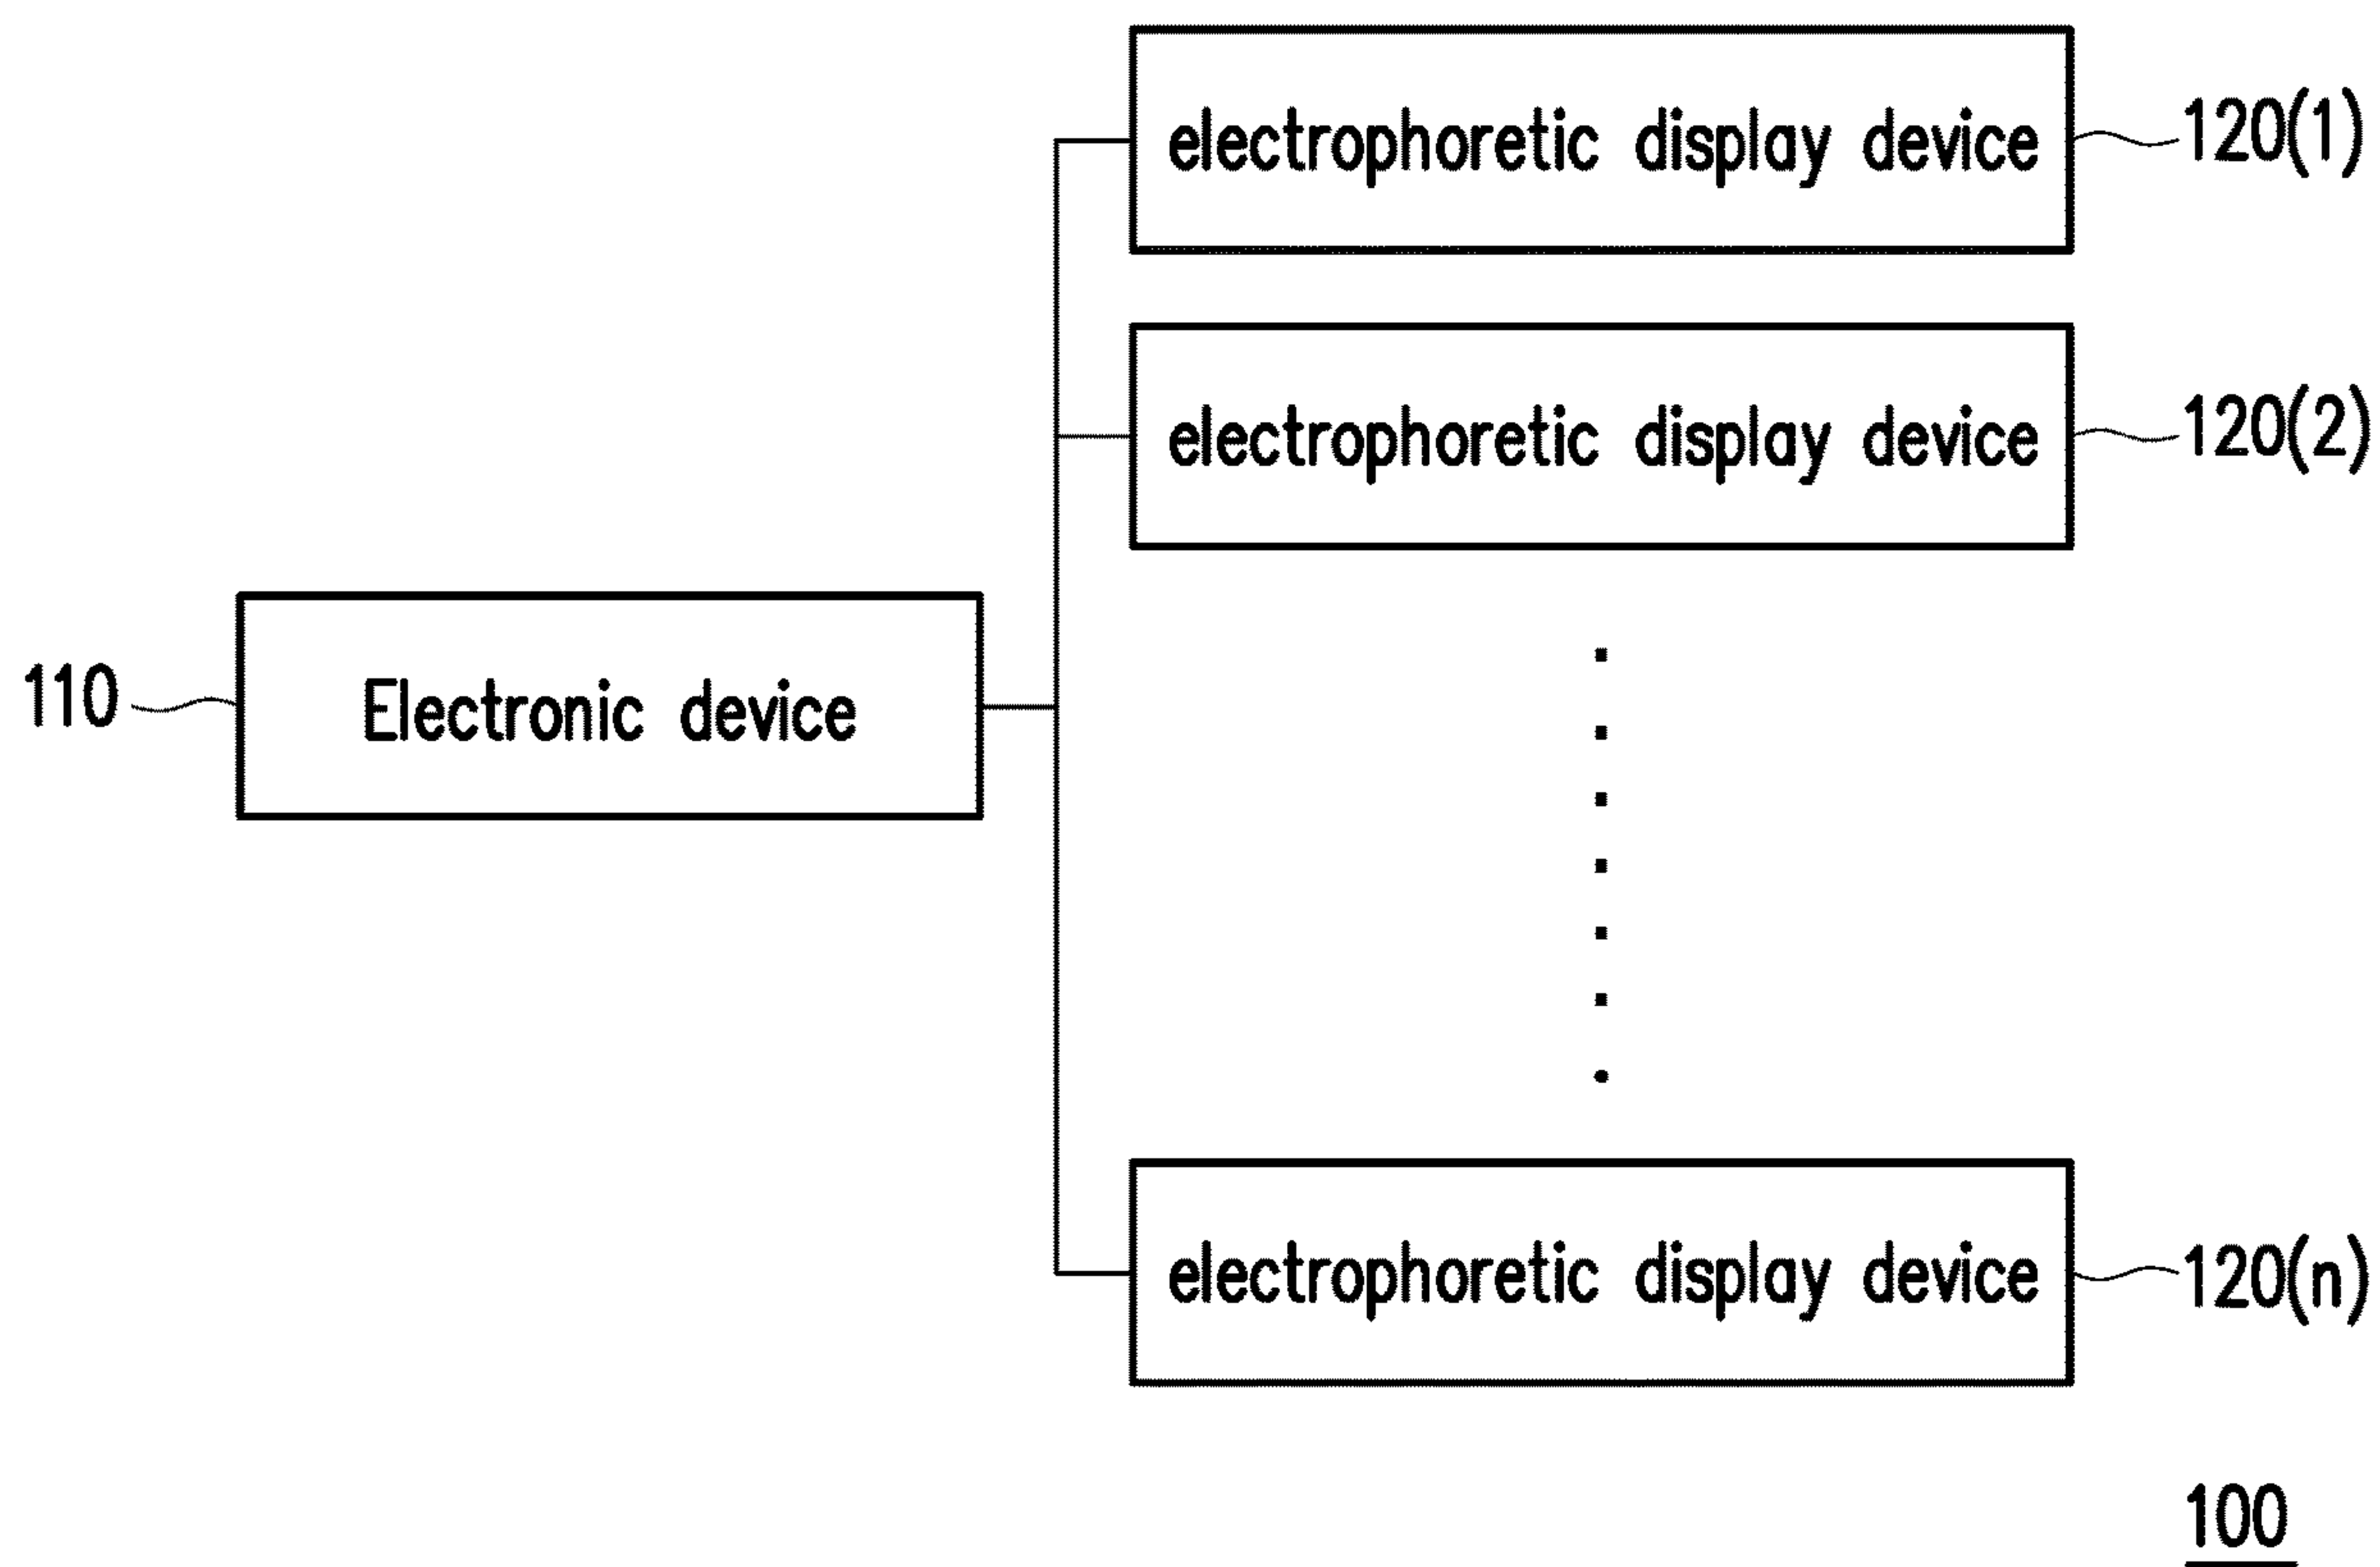 electrophoretic display device 120(1)
electrophoretic display device 120(2)
110 Electronic device
electrophoretic display device 120(n)
100